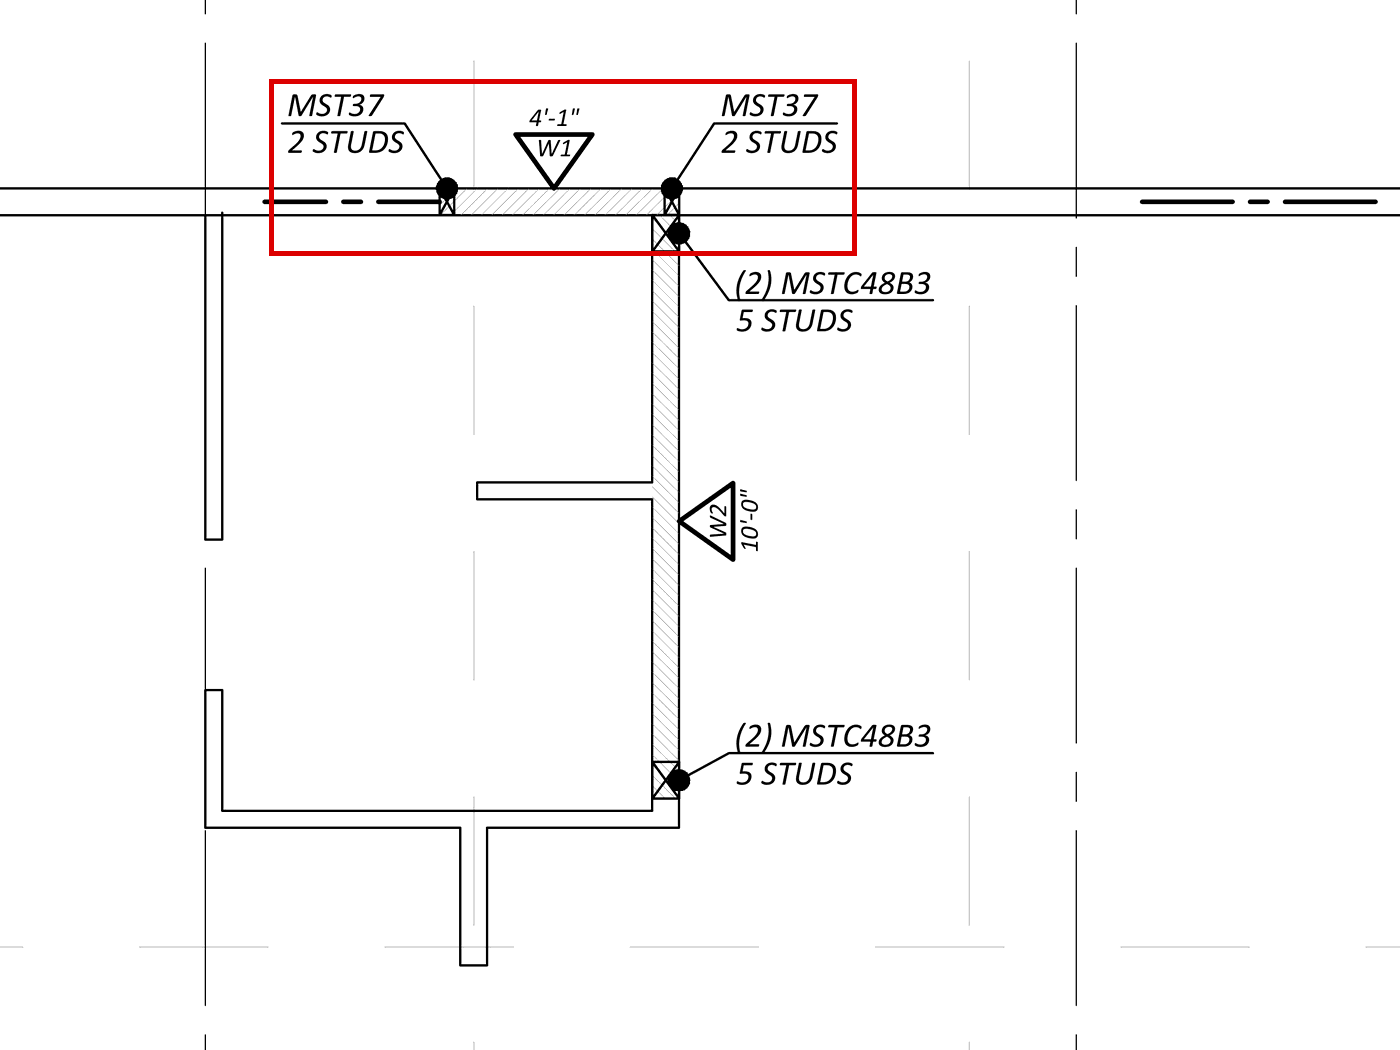 MST37
2 STUDS
4'-1"
W1
MST37
2 STUDS
(2) MSTC48B3
5 STUDS
W2
10'-0"
(2) MSTC48B3
5 STUDS